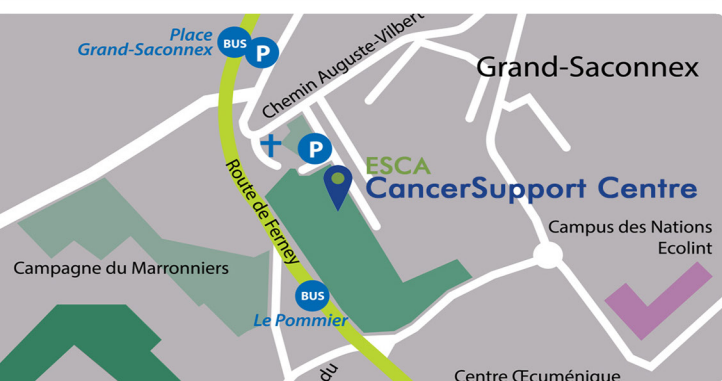 Place
Grand-Saconnex
BUS
P
Chemin Auguste-Vilbert
Grand-Saconnex
P
ESCA
CancerSupport Centre
Route de Ferney
Campus des Nations
Ecolint
Campagne du Marronniers
BUS
Le Pommier
du
Centre Œcuménique